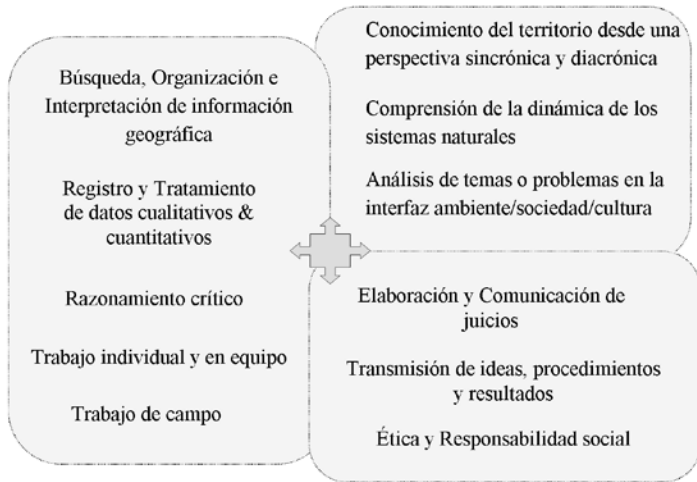 Búsqueda, Organización e
Interpretación de información
geográfica
Registro y Tratamiento
de datos cualitativos &
cuantitativos
Razonamiento crítico
Trabajo individual y en equipo
Trabajo de campo
Conocimiento del territorio desde una
perspectiva sincrónica y diacrónica
Comprensión de la dinámica de los
sistemas naturales
Análisis de temas o problemas en la
interfaz ambiente/sociedad/cultura
Elaboración y Comunicación de
juicios
Transmisión de ideas, procedimientos
y resultados
Ética y Responsabilidad social